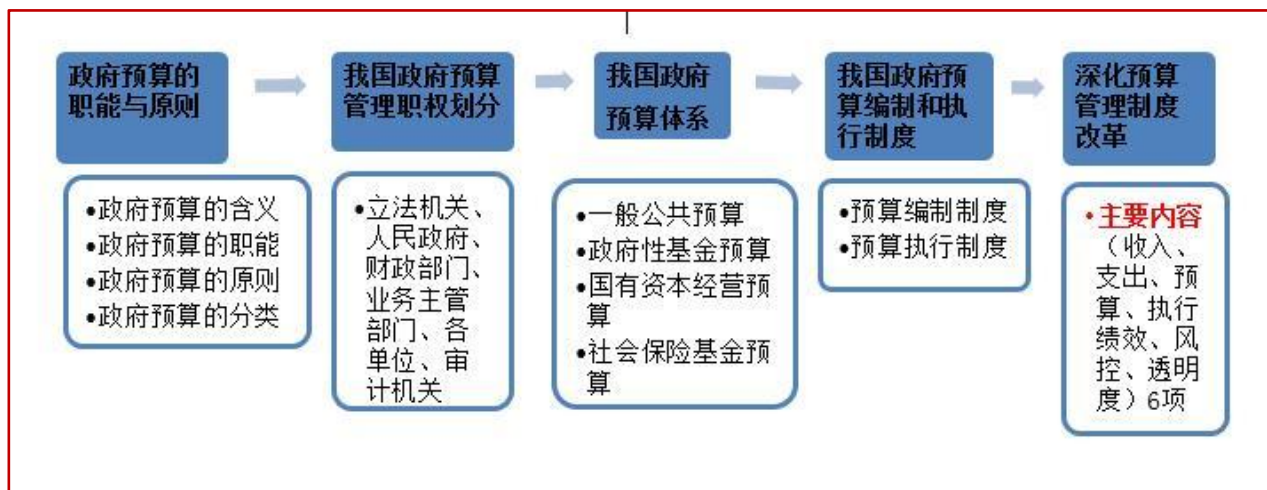 政府预算的
职能与原则
我国政府预算
管理职权划分
我国政府
预算体系
我国政府预
算编制和执
行制度
深化预算
管理制度
改革
•政府预算的含义
•政府预算的职能
•政府预算的原则
•政府预算的分类
•立法机关、
人民政府、
财政部门、
业务主管
部门、各
单位、审
计机关
•一般公共预算
•政府性基金预算
•国有资本经营预
算
•社会保险基金预
算
•预算编制制度
•预算执行制度
•主要内容
（收入、
支出、预
算、执行
绩效、风
控、透明
度）6项